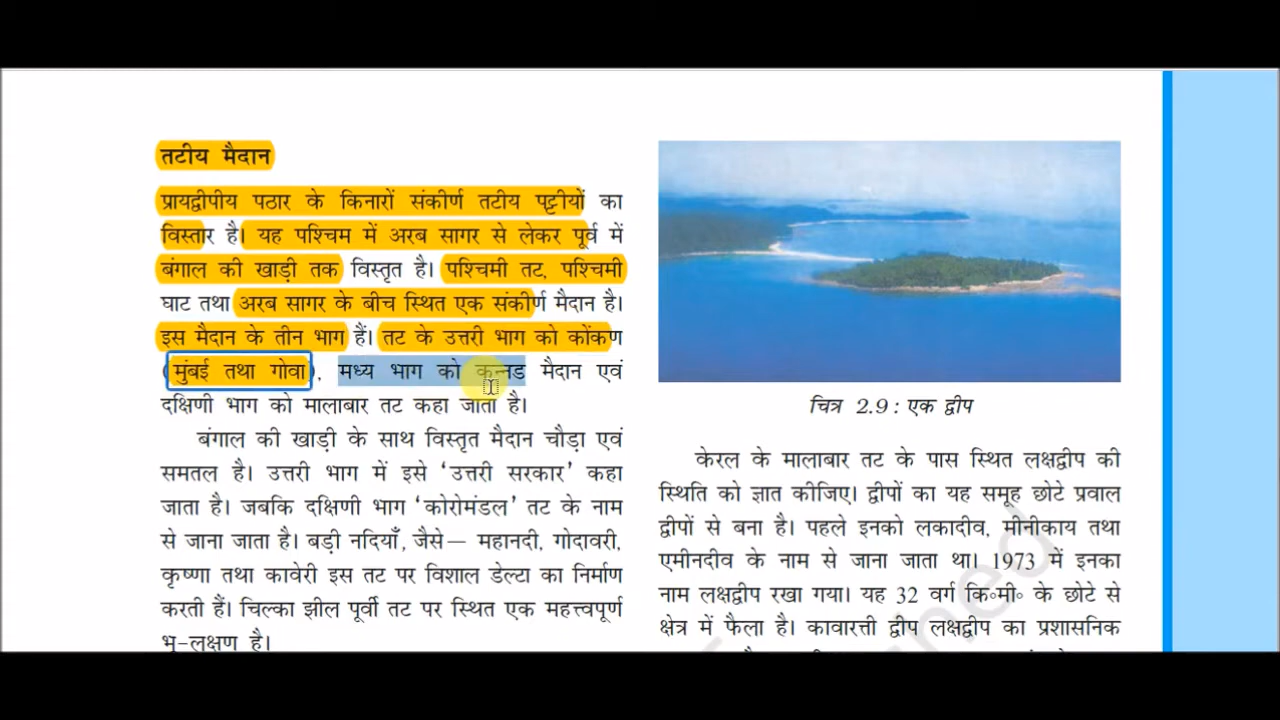 तटीय मैदान
प्रायद्वीपीय पठार के किनारों संकीर्ण तटीय पट्टीयों का
विस्तार है। यह पश्चिम में अरब सागर से लेकर पूर्व में
बंगाल की खाड़ी तक विस्तृत है। पश्चिमी तट, पश्चिमी
घाट तथा अरब सागर के बीच स्थित एक संकीर्ण मैदान है।
इस मैदान के तीन भाग हैं। तट के उत्तरी भाग को कोंकण
(मुंबई तथा गोवा), मध्य भाग को कन्नड मैदान एवं
दक्षिणी भाग को मालाबार तट कहा जाता है।
बंगाल की खाड़ी के साथ विस्तृत मैदान चौड़ा एवं
समतल है। उत्तरी भाग में इसे ‘उत्तरी सरकार’ कहा
जाता है। जबकि दक्षिणी भाग ‘कोरोमंडल’ तट के नाम
से जाना जाता है। बड़ी नदियाँ, जैसे— महानदी, गोदावरी,
कृष्णा तथा कावेरी इस तट पर विशाल डेल्टा का निर्माण
करती हैं। चिल्का झील पूर्वी तट पर स्थित एक महत्त्वपूर्ण
भू-लक्षण है।
चित्र 2.9 : एक द्वीप
केरल के मालाबार तट के पास स्थित लक्षद्वीप की
स्थिति को ज्ञात कीजिए। द्वीपों का यह समूह छोटे प्रवाल
द्वीपों से बना है। पहले इनको लकादीव, मीनीकाय तथा
एमीनदीव के नाम से जाना जाता था। 1973 में इनका
नाम लक्षद्वीप रखा गया। यह 32 वर्ग कि॰मी॰ के छोटे से
क्षेत्र में फैला है। कावारत्ती द्वीप लक्षद्वीप का प्रशासनिक